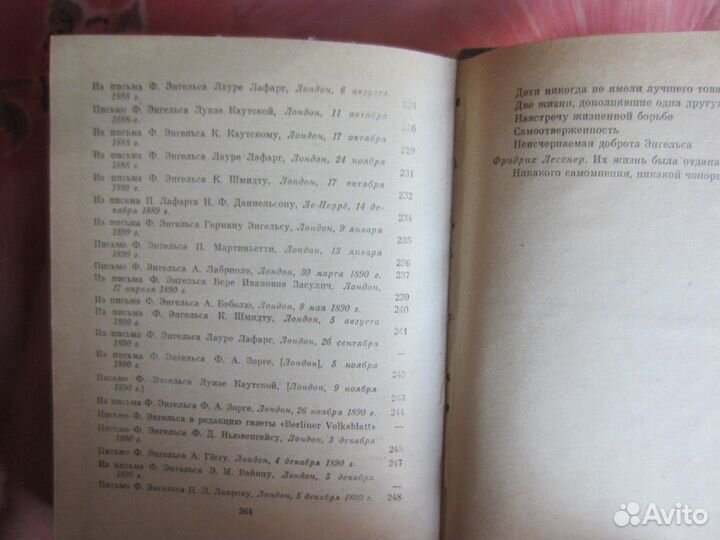 Из письма Ф. Энгельса Лауре Лафарг, Лондон, 6 августа
1888 г. 224
Письмо Ф. Энгельса Луизе Каутской, Лондон, 11 октября
1888 г. 226
Из письма Ф. Энгельса К. Каутскому, Лондон, 17 октября
1888 г. 229
Из письма Ф. Энгельса Лауре Лафарг, Лондон, 24 ноября
1888 г. 231
Из письма Ф. Энгельса К. Шмидту, Лондон, 17 октября
1889 г. 232
Из письма П. Лафарга Н. Ф. Даниельсону, Ле-Перрё, 14 де-
кабря 1889 г. 234
Из письма Ф. Энгельса Герману Энгельсу, Лондон, 9 января
1890 г. 235
Письмо Ф. Энгельса П. Мартиньетти, Лондон, 13 января
1890 г. 236
Письмо Ф. Энгельса А. Лабриоле, Лондон, 30 марта 1890 г. 237
Из письма Ф. Энгельса Вере Ивановне Засулич, Лондон,
17 апреля 1890 г. 239
Из письма Ф. Энгельса А. Бебелю, Лондон, 9 мая 1890 г. 240
Из письма Ф. Энгельса К. Шмидту, Лондон, 5 августа
1890 г. 241
Из письма Ф. Энгельса Лауре Лафарг, Лондон, 26 сентября
1890 г. —
Из письма Ф. Энгельса Ф. А. Зорге, [Лондон], 5 ноября
1890 г. 242
Письмо Ф. Энгельса Луизе Каутской, [Лондон, 9 ноября
1890 г.] 243
Из письма Ф. Энгельса Ф. А. Зорге, Лондон, 26 ноября 1890 г. 244
Письмо Ф. Энгельса в редакцию газеты «Berliner Volksblatt» —
Письмо Ф. Энгельса Ф. Д. Ньювенгейсу, Лондон, 3 декабря
1890 г. 245
Письмо Ф. Энгельса А. Гёггу, Лондон, 4 декабря 1890 г. 247
Из письма Ф. Энгельса Э. М. Вайяну, Лондон, 5 декабря
1890 г. —
Письмо Ф. Энгельса П. Л. Лаврову, Лондон, 5 декабря 1890 г. 248
364
Дети никогда не имели лучшего това
Две жизни, дополнявшие одна другу
Навстречу жизненной борьбе
Самоотверженность
Неисчерпаемая доброта Энгельса
Фридрих Лесснер. Их жизнь была отдана
Никакого самомнения, никакой чопор
Avito